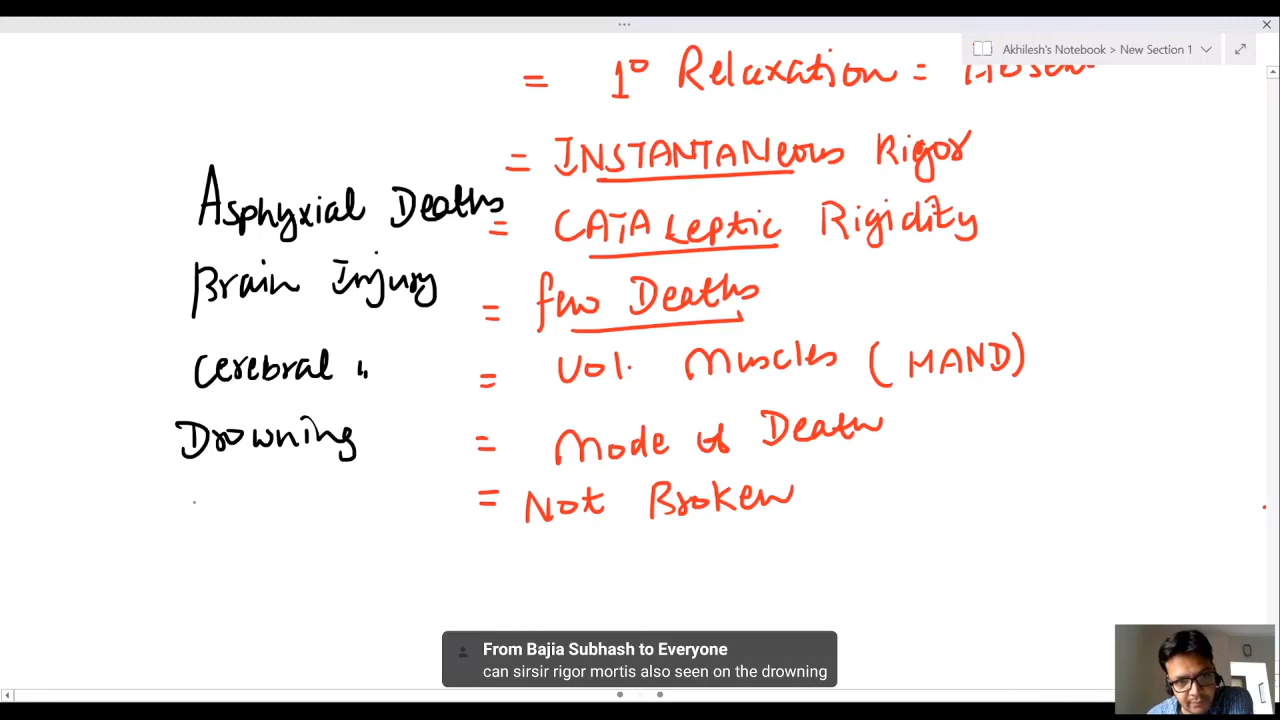 Akhilesh's Notebook > New Section 1
= 1° Relaxation =
= INSTANTANeous Rigor
= CATALeptic Rigidity
= few Deaths
= Vol. Muscles (HAND)
= Mode of Death
= Not Broken
Asphyxial Deaths
Brain Injury
Cerebral "
Drowning
From Bajia Subhash to Everyone
can sirsir rigor mortis also seen on the drowning